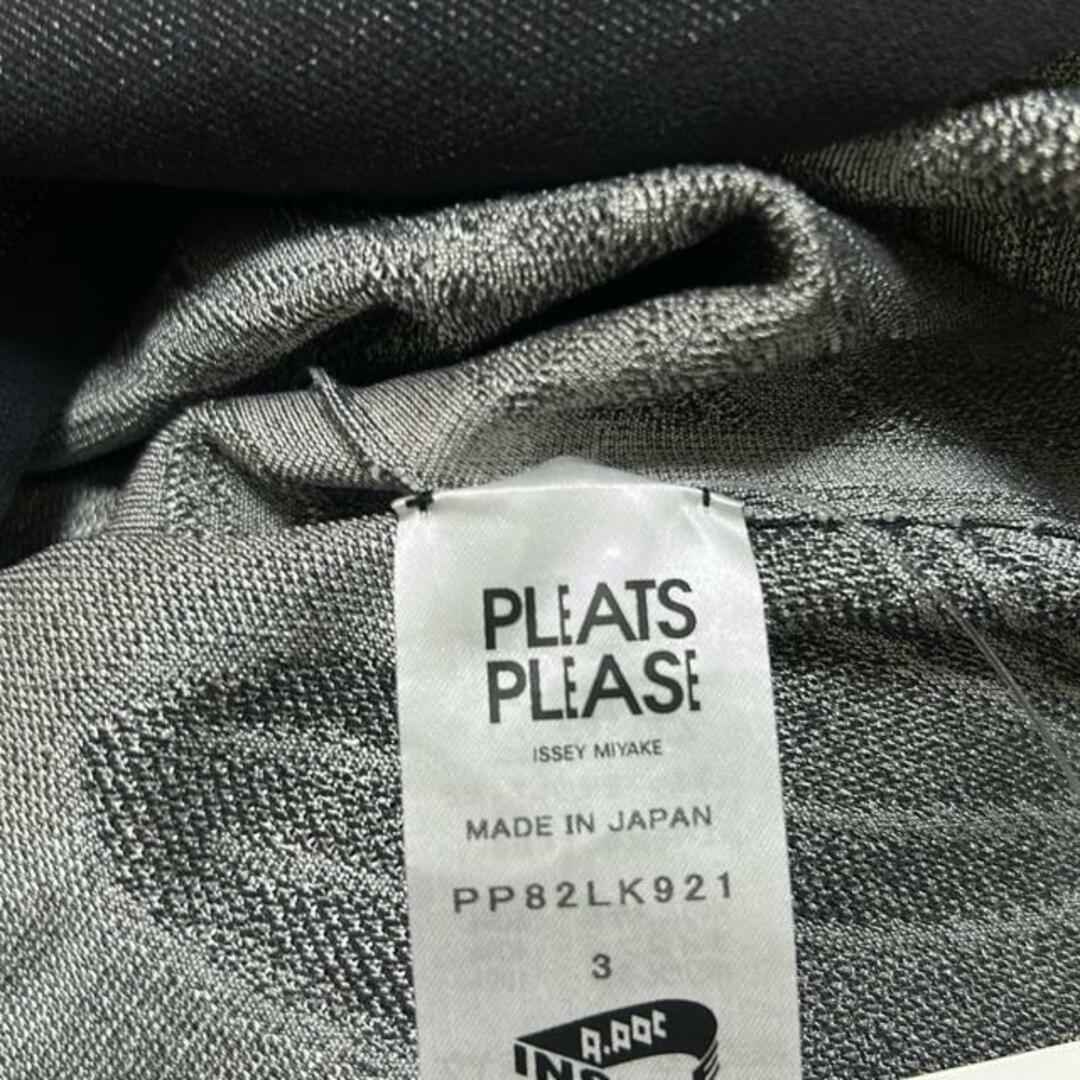 PLEATS
PLEASE
ISSEY MIYAKE
MADE IN JAPAN
PP82LK921
3
A.POC